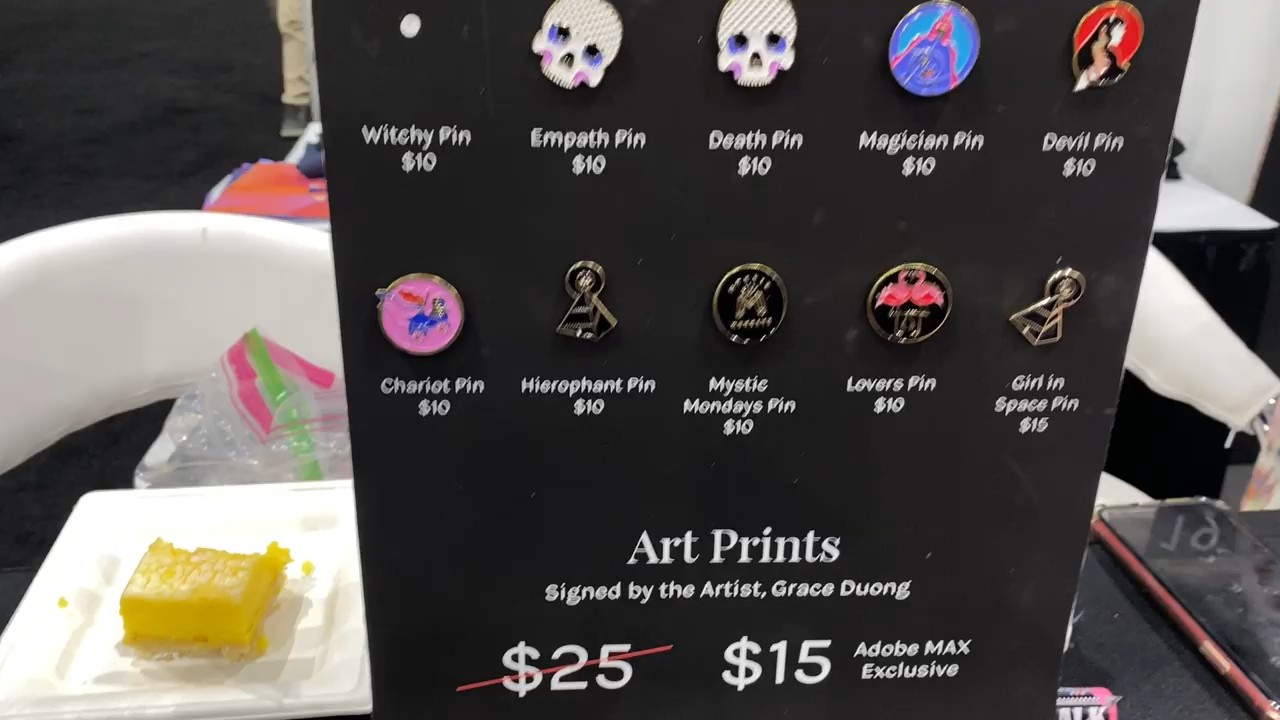 Witchy Pin
$10
Empath Pin
$10
Death Pin
$10
Magician Pin
$10
Devil Pin
$10
Chariot Pin
$10
Hierophant Pin
$10
Mystic
Mondays Pin
$10
Lovers Pin
$10
Girl in
Space Pin
$15
Art Prints
Signed by the Artist, Grace Duong
$25 $15 Adobe MAX
Exclusive